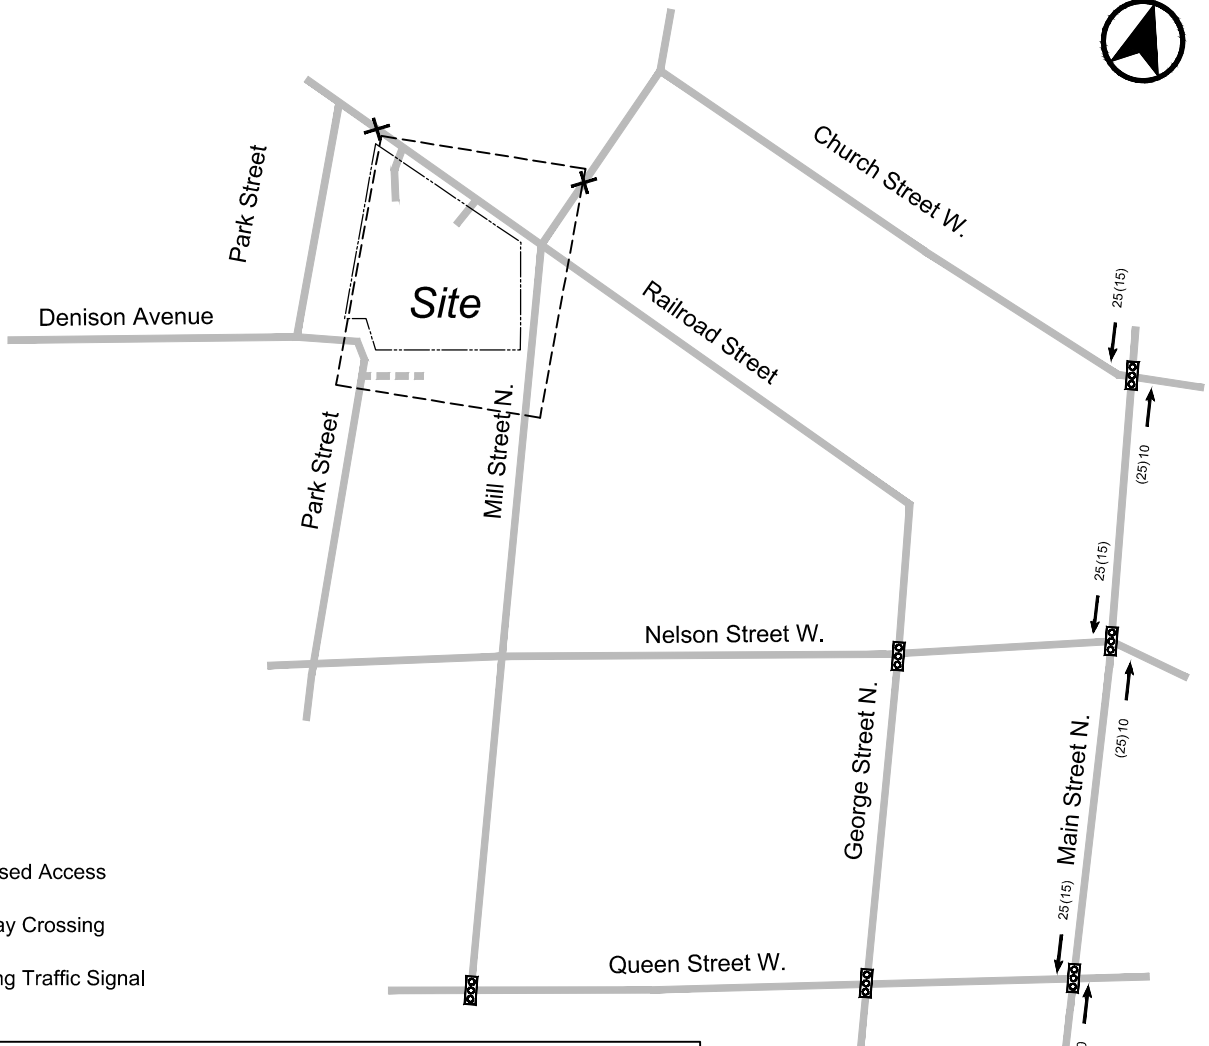 Church Street W.
Park Street
25(15)
Site
Railroad Street
Denison Avenue
(25)10
Park Street
Mill Street N.
25(15)
Nelson Street W.
(25)10
George Street N.
Main Street N.
sed Access
25(15)
ay Crossing
Queen Street W.
ng Traffic Signal